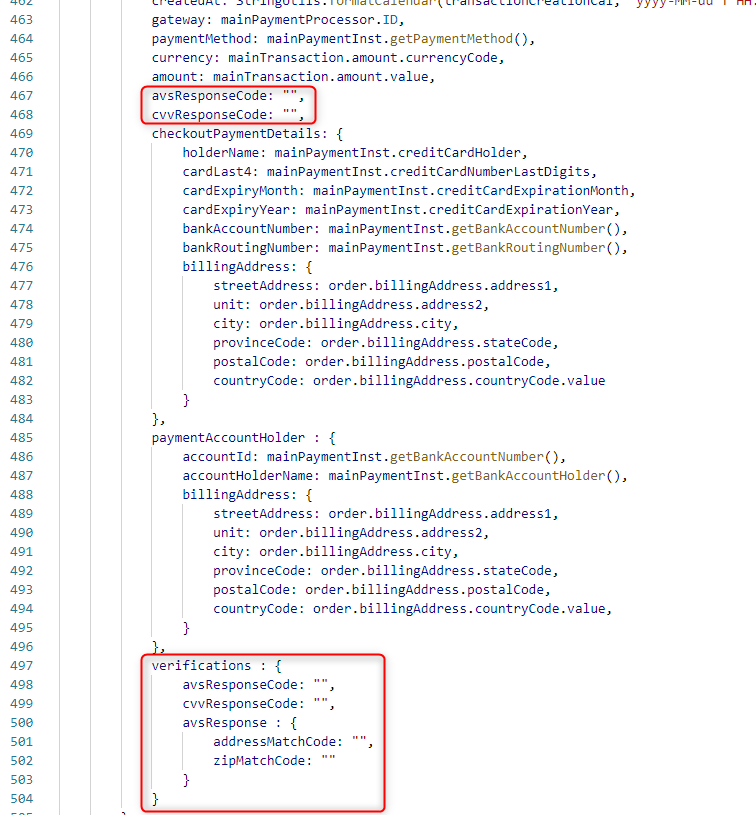 462 createdAt: StringUtils.formatCalendar(transactionCreationCal, "yyyy-MM-dd'T'HH:
463 gateway: mainPaymentProcessor.ID,
464 paymentMethod: mainPaymentInst.getPaymentMethod(),
465 currency: mainTransaction.amount.currencyCode,
466 amount: mainTransaction.amount.value,
467 avsResponseCode: "",
468 cvvResponseCode: "",
469 checkoutPaymentDetails: {
470 holderName: mainPaymentInst.creditCardHolder,
471 cardLast4: mainPaymentInst.creditCardNumberLastDigits,
472 cardExpiryMonth: mainPaymentInst.creditCardExpirationMonth,
473 cardExpiryYear: mainPaymentInst.creditCardExpirationYear,
474 bankAccountNumber: mainPaymentInst.getBankAccountNumber(),
475 bankRoutingNumber: mainPaymentInst.getBankRoutingNumber(),
476 billingAddress: {
477 streetAddress: order.billingAddress.address1,
478 unit: order.billingAddress.address2,
479 city: order.billingAddress.city,
480 provinceCode: order.billingAddress.stateCode,
481 postalCode: order.billingAddress.postalCode,
482 countryCode: order.billingAddress.countryCode.value
483 }
484 },
485 paymentAccountHolder : {
486 accountId: mainPaymentInst.getBankAccountNumber(),
487 accountHolderName: mainPaymentInst.getBankAccountHolder(),
488 billingAddress: {
489 streetAddress: order.billingAddress.address1,
490 unit: order.billingAddress.address2,
491 city: order.billingAddress.city,
492 provinceCode: order.billingAddress.stateCode,
493 postalCode: order.billingAddress.postalCode,
494 countryCode: order.billingAddress.countryCode.value,
495 }
496 },
497 verifications : {
498 avsResponseCode: "",
499 cvvResponseCode: "",
500 avsResponse : {
501 addressMatchCode: "",
502 zipMatchCode: ""
503 }
504 }